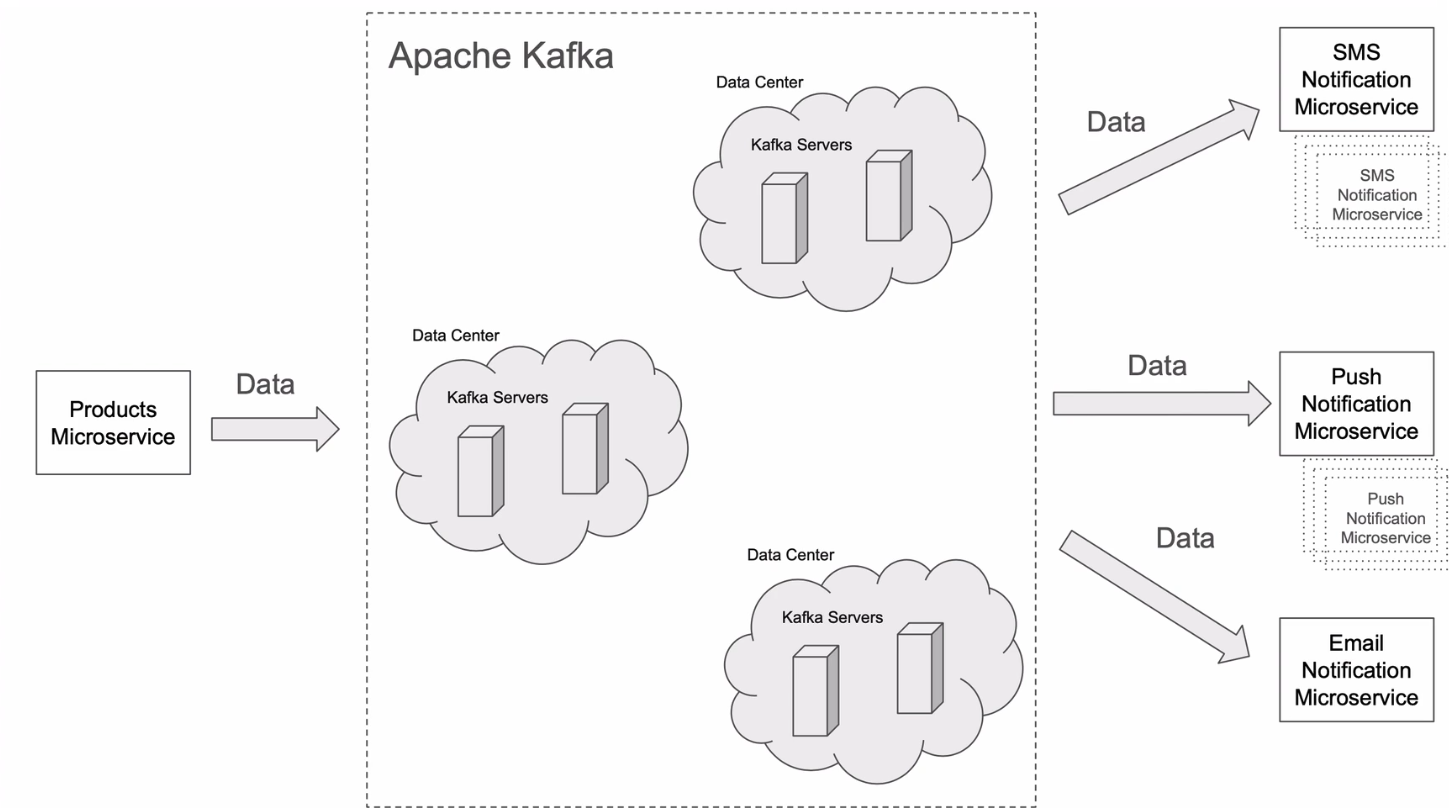 Apache Kafka
Data Center
Kafka Servers
Data Center
Kafka Servers
Data Center
Kafka Servers
Products
Microservice
Data
Data
SMS
Notification
Microservice
SMS
Notification
Microservice
Data
Push
Notification
Microservice
Push
Notification
Microservice
Data
Email
Notification
Microservice